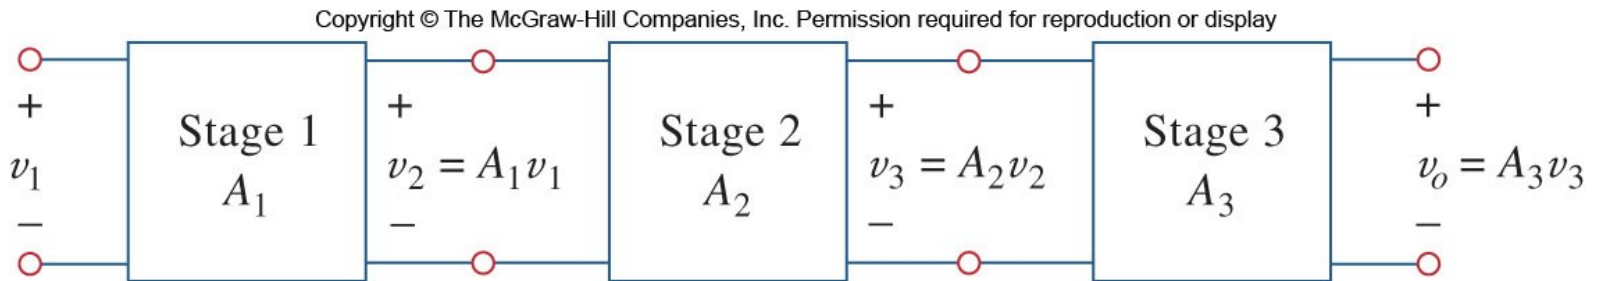 Copyright © The McGraw-Hill Companies, Inc. Permission required for reproduction or display
+
v₁
−
Stage 1
A₁
+
v₂ = A₁v₁
−
Stage 2
A₂
+
v₃ = A₂v₂
−
Stage 3
A₃
+
vₒ = A₃v₃
−